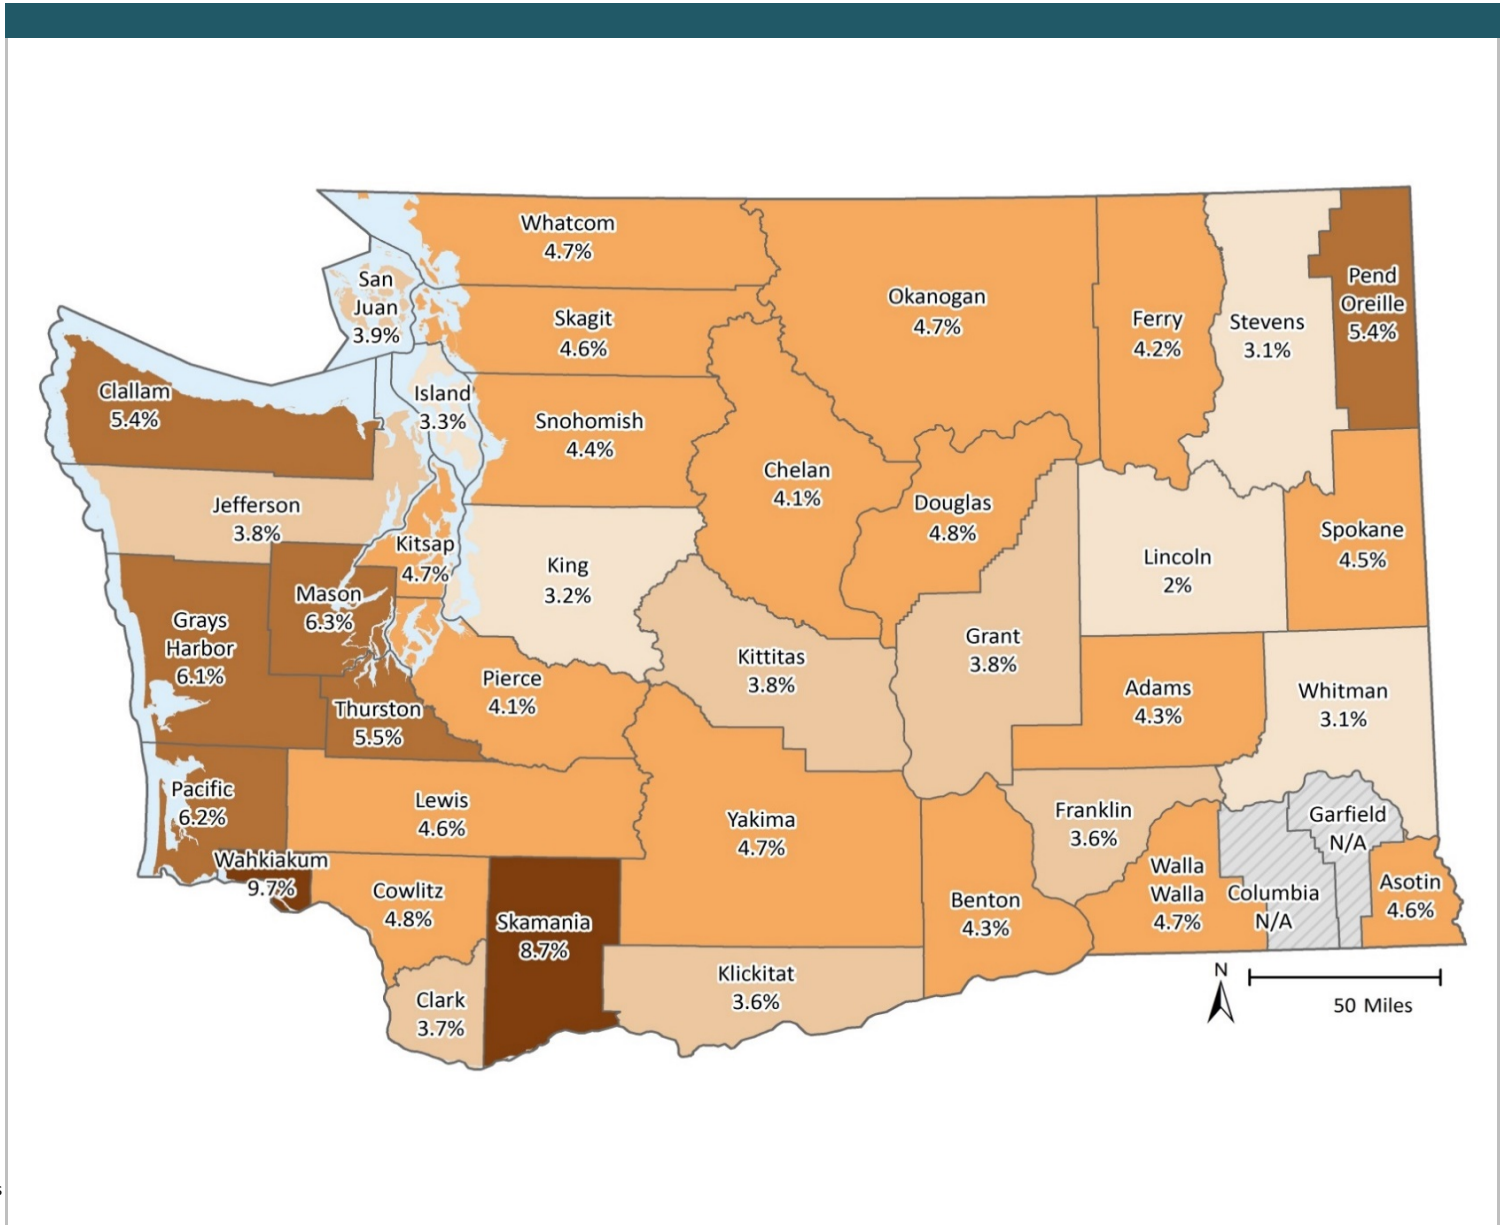 Whatcom
4.7%
San
Juan
3.9%
Skagit
4.6%
Okanogan
4.7%
Ferry
4.2%
Stevens
3.1%
Pend
Oreille
5.4%
Clallam
5.4%
Island
3.3%
Snohomish
4.4%
Chelan
4.1%
Douglas
4.8%
Jefferson
3.8%
Kitsap
4.7%
King
3.2%
Lincoln
2%
Spokane
4.5%
Mason
6.3%
Grays
Harbor
6.1%
Kittitas
3.8%
Grant
3.8%
Pierce
4.1%
Thurston
5.5%
Adams
4.3%
Whitman
3.1%
Pacific
6.2%
Lewis
4.6%
Yakima
4.7%
Franklin
3.6%
Garfield
N/A
Wahkiakum
9.7%
Cowlitz
4.8%
Skamania
8.7%
Benton
4.3%
Walla
Walla
4.7%
Columbia
N/A
Asotin
4.6%
Clark
3.7%
Klickitat
3.6%
N
50 Miles